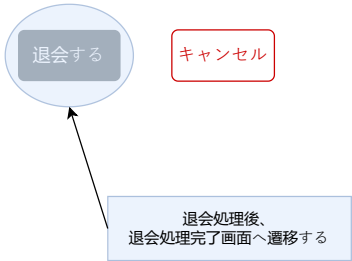 退会する
キャンセル
退会処理後、
退会処理完了画面へ遷移する